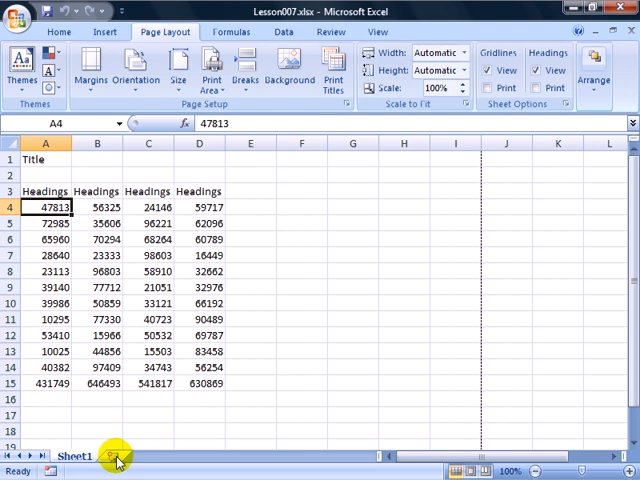 Lesson007.xlsx - Microsoft Excel
Home Insert Page Layout Formulas Data Review View
Themes Margins Orientation Size Print Area Breaks Background Print Titles
Width: Automatic Gridlines Headings
Height: Automatic View View
Scale: 100% Print Print
Arrange
Themes Page Setup Scale to Fit Sheet Options
A4 fx 47813
A B C D E F G H I J K L
1 Title
2
3 Headings Headings Headings Headings
4 47813 56325 24146 59717
5 72985 35606 96221 62096
6 65960 70294 68264 60789
7 28640 23333 98603 16449
8 23113 96803 58910 32662
9 39140 77712 21051 32976
10 39986 50859 33121 66192
11 10295 77330 40723 90489
12 53410 15966 50532 69787
13 10025 44856 15503 83458
14 40382 97409 34743 56254
15 431749 646493 541817 630869
16
17
18
19
Sheet1
Ready 100%